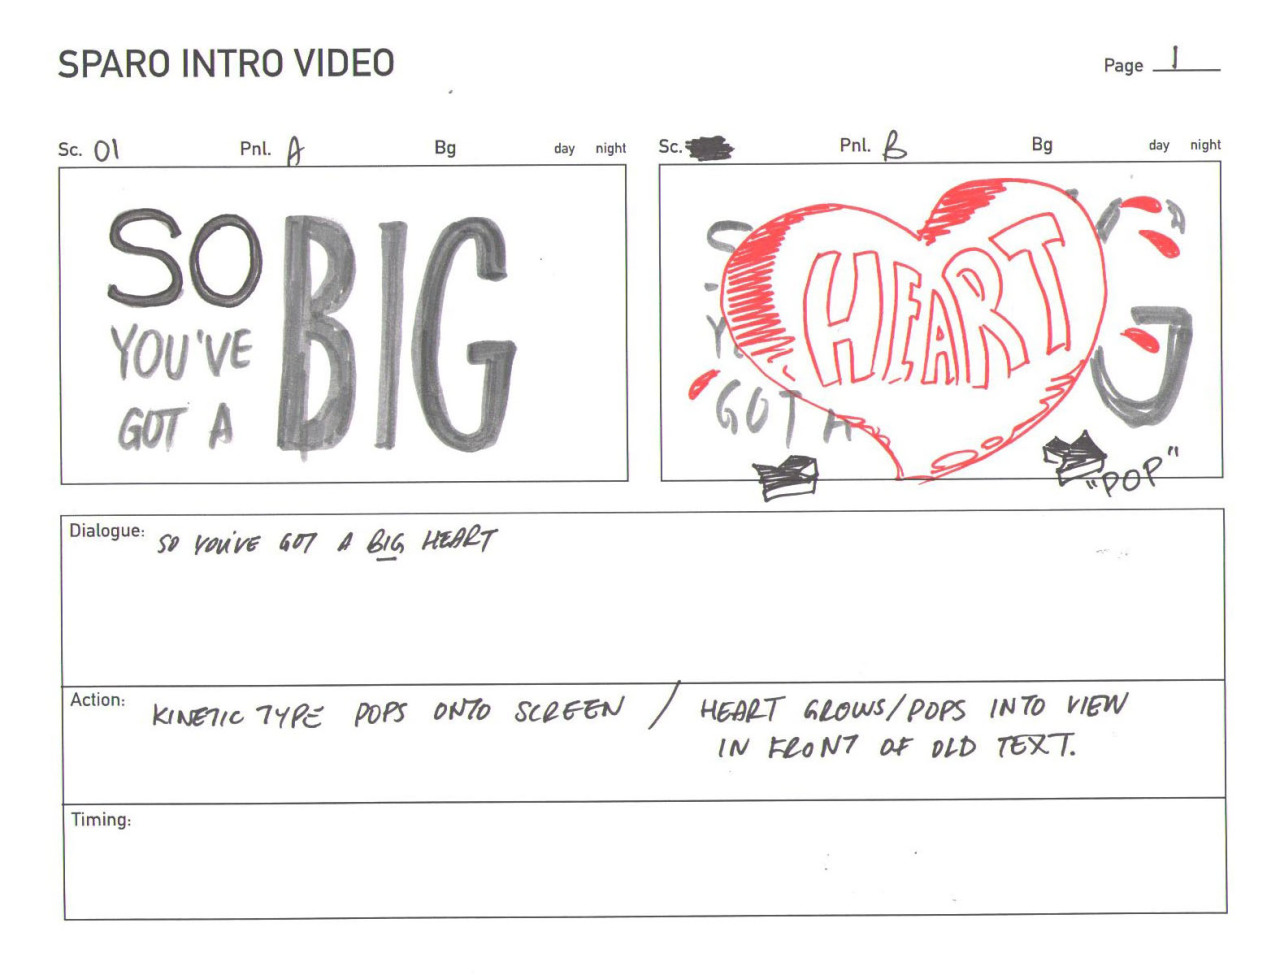 SPARO INTRO VIDEO
Page 1
Sc. 01 Pnl. A Bg day night
Sc. Pnl. B Bg day night
SO
YOU'VE
GOT A
BIG
HEART
GOT A
G
"POP"
Dialogue: SO YOU'VE GOT A BIG HEART
Action: KINETIC TYPE POPS ONTO SCREEN / HEART GROWS/POPS INTO VIEW
IN FRONT OF OLD TEXT.
Timing: